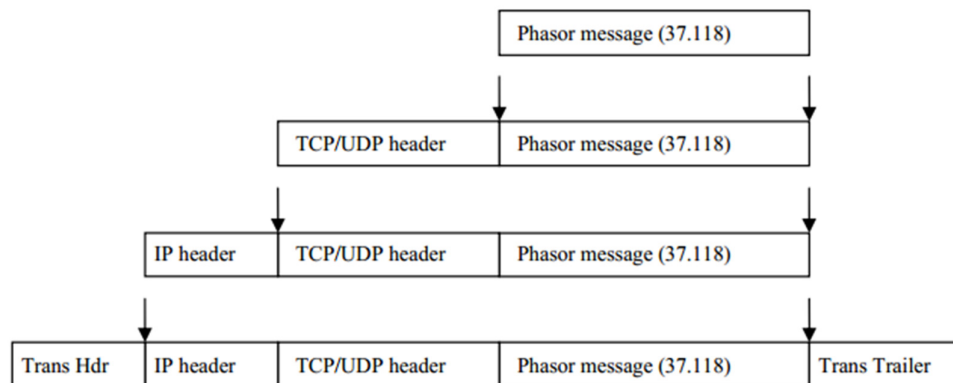 Phasor message (37.118)
TCP/UDP header Phasor message (37.118)
IP header TCP/UDP header Phasor message (37.118)
Trans Hdr IP header TCP/UDP header Phasor message (37.118) Trans Trailer